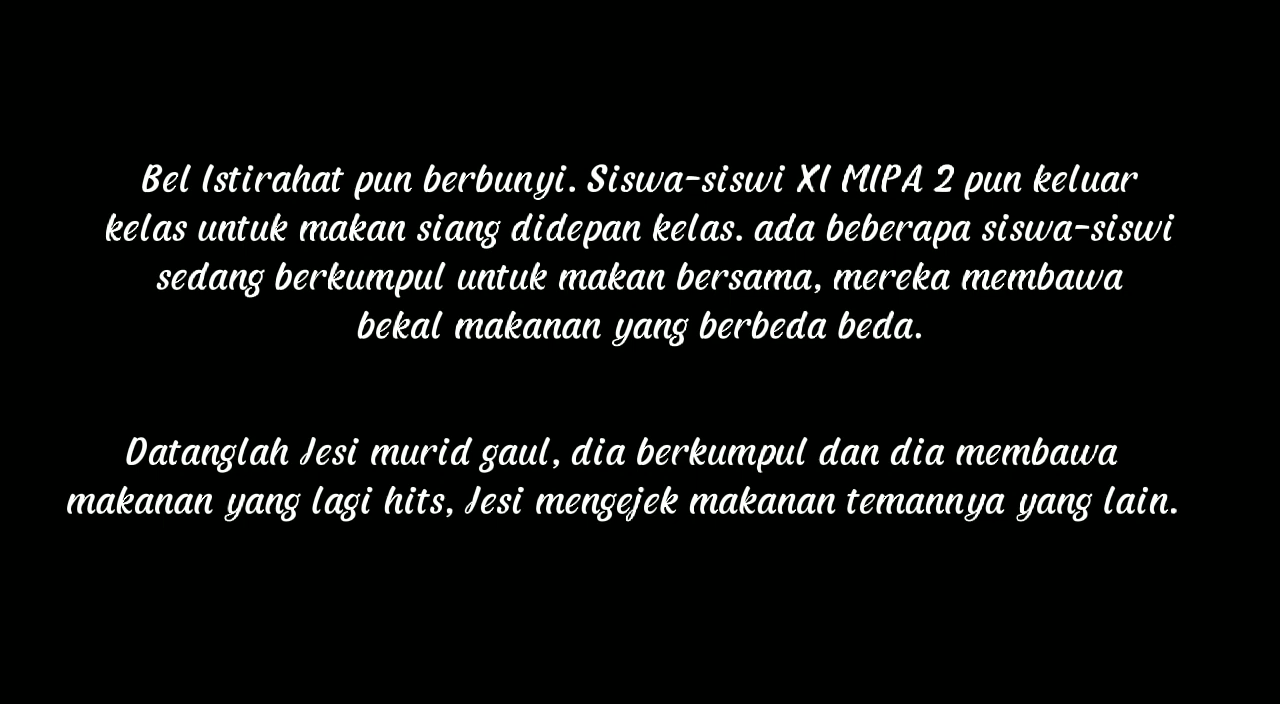 Bel Istirahat pun berbunyi. Siswa-siswi XI MIPA 2 pun keluar
kelas untuk makan siang didepan kelas. ada beberapa siswa-siswi
sedang berkumpul untuk makan bersama, mereka membawa
bekal makanan yang berbeda beda.
Datanglah Jesi murid gaul, dia berkumpul dan dia membawa
makanan yang lagi hits, Jesi mengejek makanan temannya yang lain.